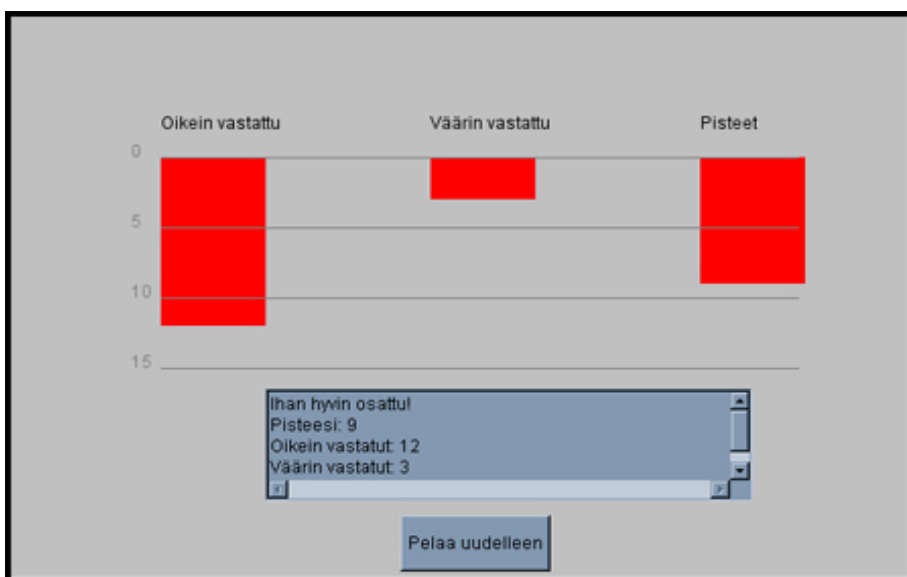 Oikein vastattu
Väärin vastattu
Pisteet
0
5
10
15
Ihan hyvin osattu!
Pisteesi: 9
Oikein vastatut: 12
Väärin vastatut: 3
Pelaa uudelleen